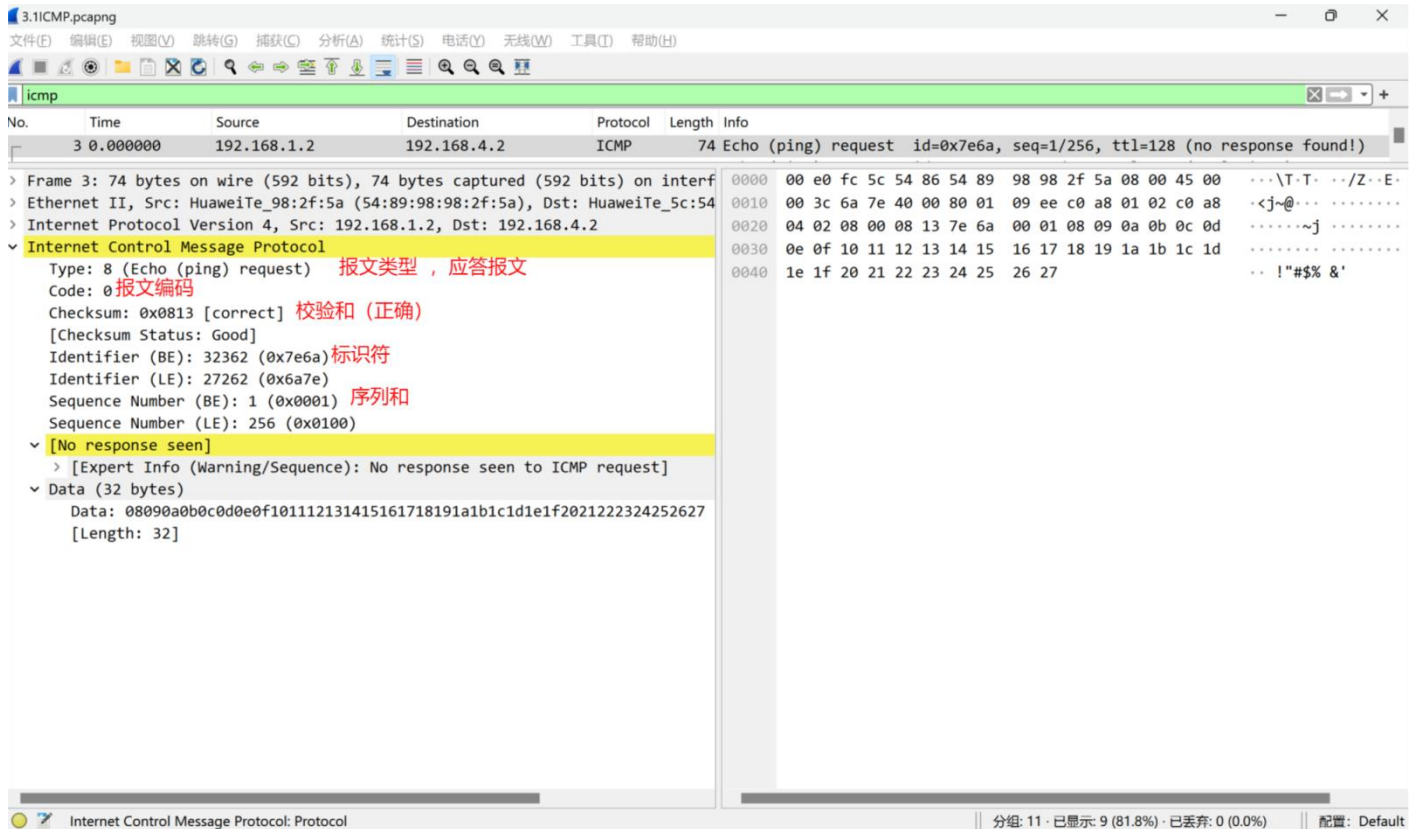 3.1ICMP.pcapng
文件(F) 编辑(E) 视图(V) 跳转(G) 捕获(C) 分析(A) 统计(S) 电话(Y) 无线(W) 工具(T) 帮助(H)
icmp
No. Time Source Destination Protocol Length Info
3 0.000000 192.168.1.2 192.168.4.2 ICMP 74 Echo (ping) request id=0x7e6a, seq=1/256, ttl=128 (no response found!)
Frame 3: 74 bytes on wire (592 bits), 74 bytes captured (592 bits) on interf
Ethernet II, Src: HuaweiTe_98:2f:5a (54:89:98:98:2f:5a), Dst: HuaweiTe_5c:54
Internet Protocol Version 4, Src: 192.168.1.2, Dst: 192.168.4.2
Internet Control Message Protocol
Type: 8 (Echo (ping) request) 报文类型 ，应答报文
Code: 0 报文编码
Checksum: 0x0813 [correct] 校验和（正确）
[Checksum Status: Good]
Identifier (BE): 32362 (0x7e6a) 标识符
Identifier (LE): 27262 (0x6a7e)
Sequence Number (BE): 1 (0x0001) 序列和
Sequence Number (LE): 256 (0x0100)
[No response seen]
[Expert Info (Warning/Sequence): No response seen to ICMP request]
Data (32 bytes)
Data: 08090a0b0c0d0e0f101112131415161718191a1b1c1d1e1f2021222324252627
[Length: 32]
0000 00 e0 fc 5c 54 86 54 89 98 98 2f 5a 08 00 45 00 ···\T·T· ··/Z··E·
0010 00 3c 6a 7e 40 00 80 01 09 ee c0 a8 01 02 c0 a8 ·<j~@··· ········
0020 04 02 08 00 08 13 7e 6a 00 01 08 09 0a 0b 0c 0d ······~j ········
0030 0e 0f 10 11 12 13 14 15 16 17 18 19 1a 1b 1c 1d ········ ········
0040 1e 1f 20 21 22 23 24 25 26 27 ·· !"#$% &'
Internet Control Message Protocol: Protocol
分组: 11 · 已显示: 9 (81.8%) · 已丢弃: 0 (0.0%)
配置: Default